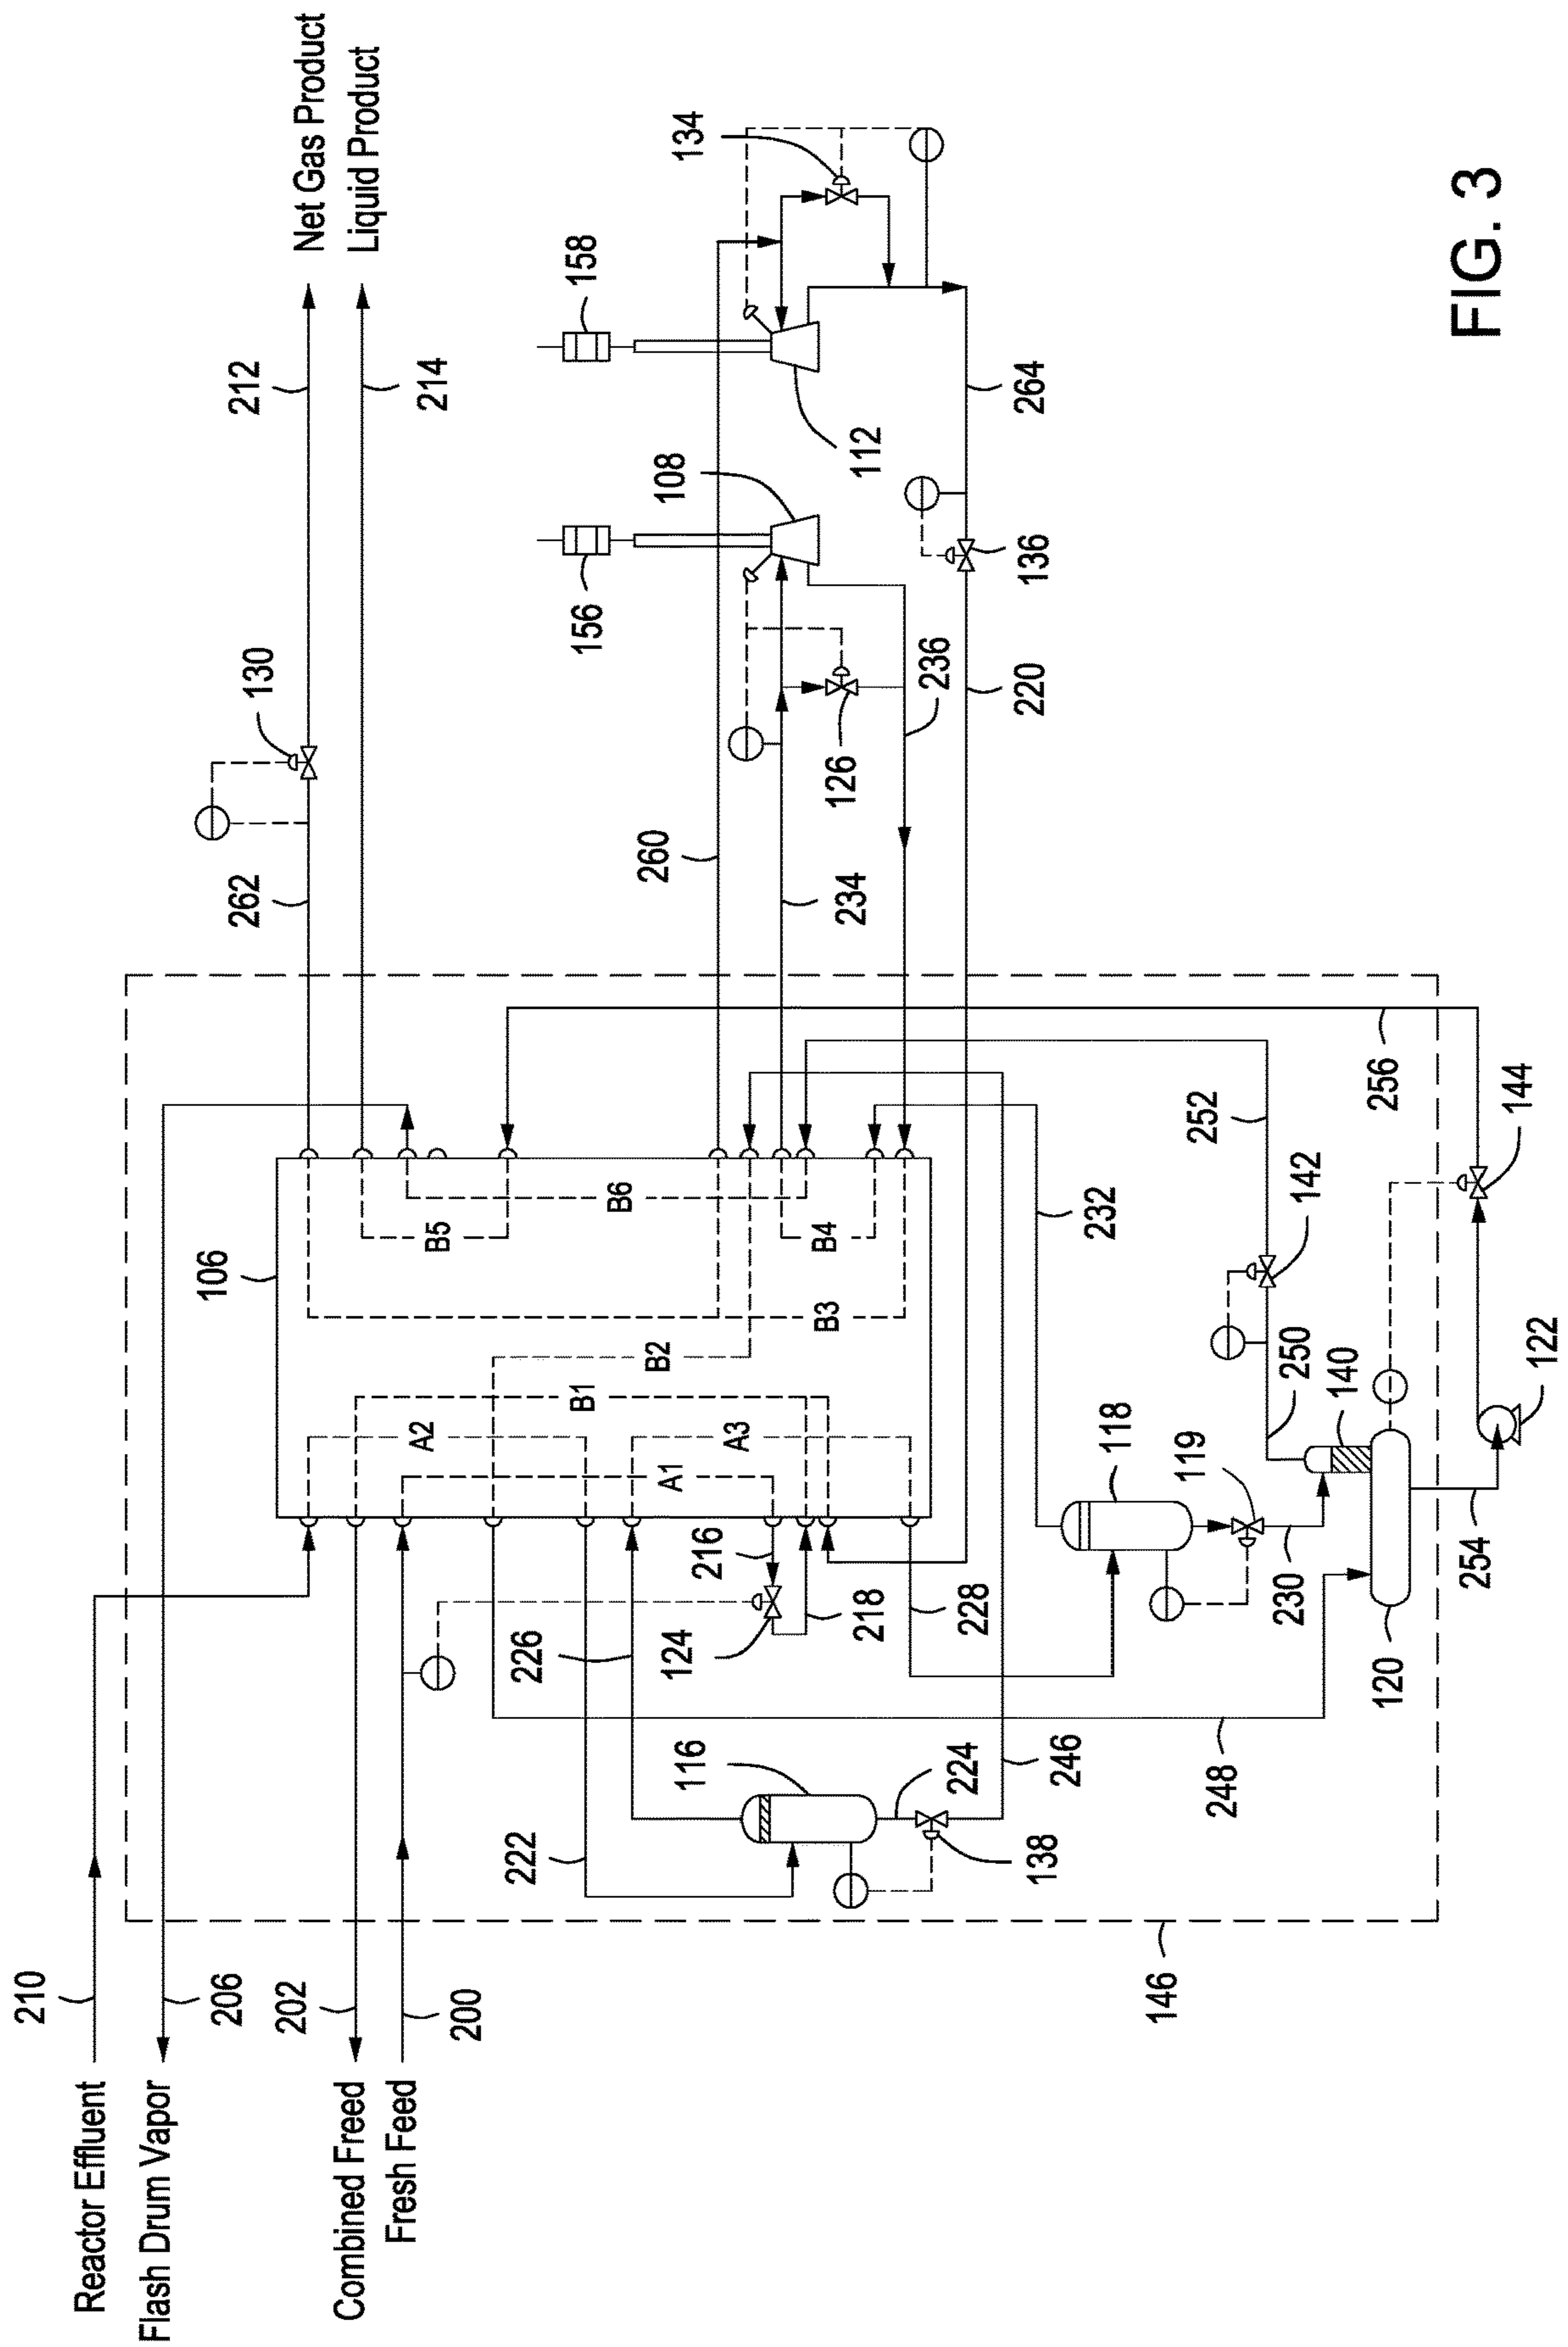 Net Gas Product
Liquid Product
212
214
130
262
158
134
156
108
112
260
234
126
236
136
264
220
106
B5
B6
B4
B3
B2
B1
A2
A1
A3
216
218
124
226
228
222
116
224
138
246
248
232
118
119
230
252
142
250
140
120
254
122
256
144
146
210
206
202
200
Reactor Effluent
Flash Drum Vapor
Combined Freed
Fresh Feed
FIG. 3